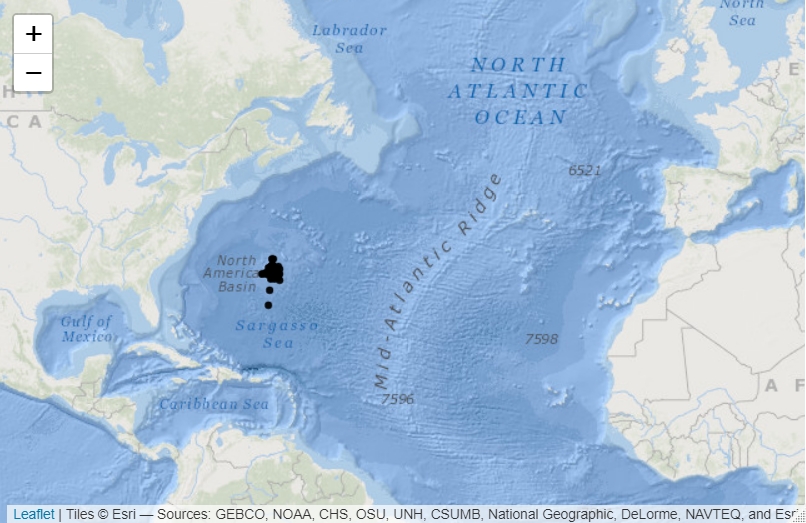 +
−
Labrador
Sea
North
Sea
NORTH
ATLANTIC
OCEAN
H
CA
E
6521
Mid-Atlantic Ridge
North
America
Basin
Sargasso
Sea
Gulf of
Mexico
7598
A F
7596
Caribbean Sea
Leaflet | Tiles © Esri — Sources: GEBCO, NOAA, CHS, OSU, UNH, CSUMB, National Geographic, DeLorme, NAVTEQ, and Esri